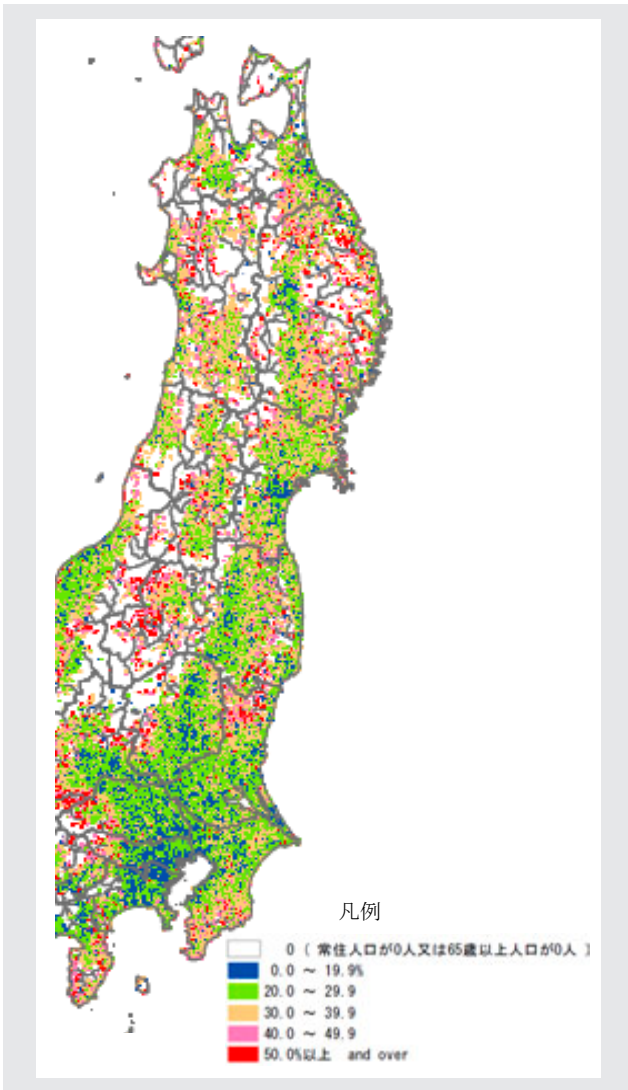 凡例
0 ( 常住人口が0人又は65歳以上人口が0人 )
0.0 ～ 19.9%
20.0 ～ 29.9
30.0 ～ 39.9
40.0 ～ 49.9
50.0%以上 and over